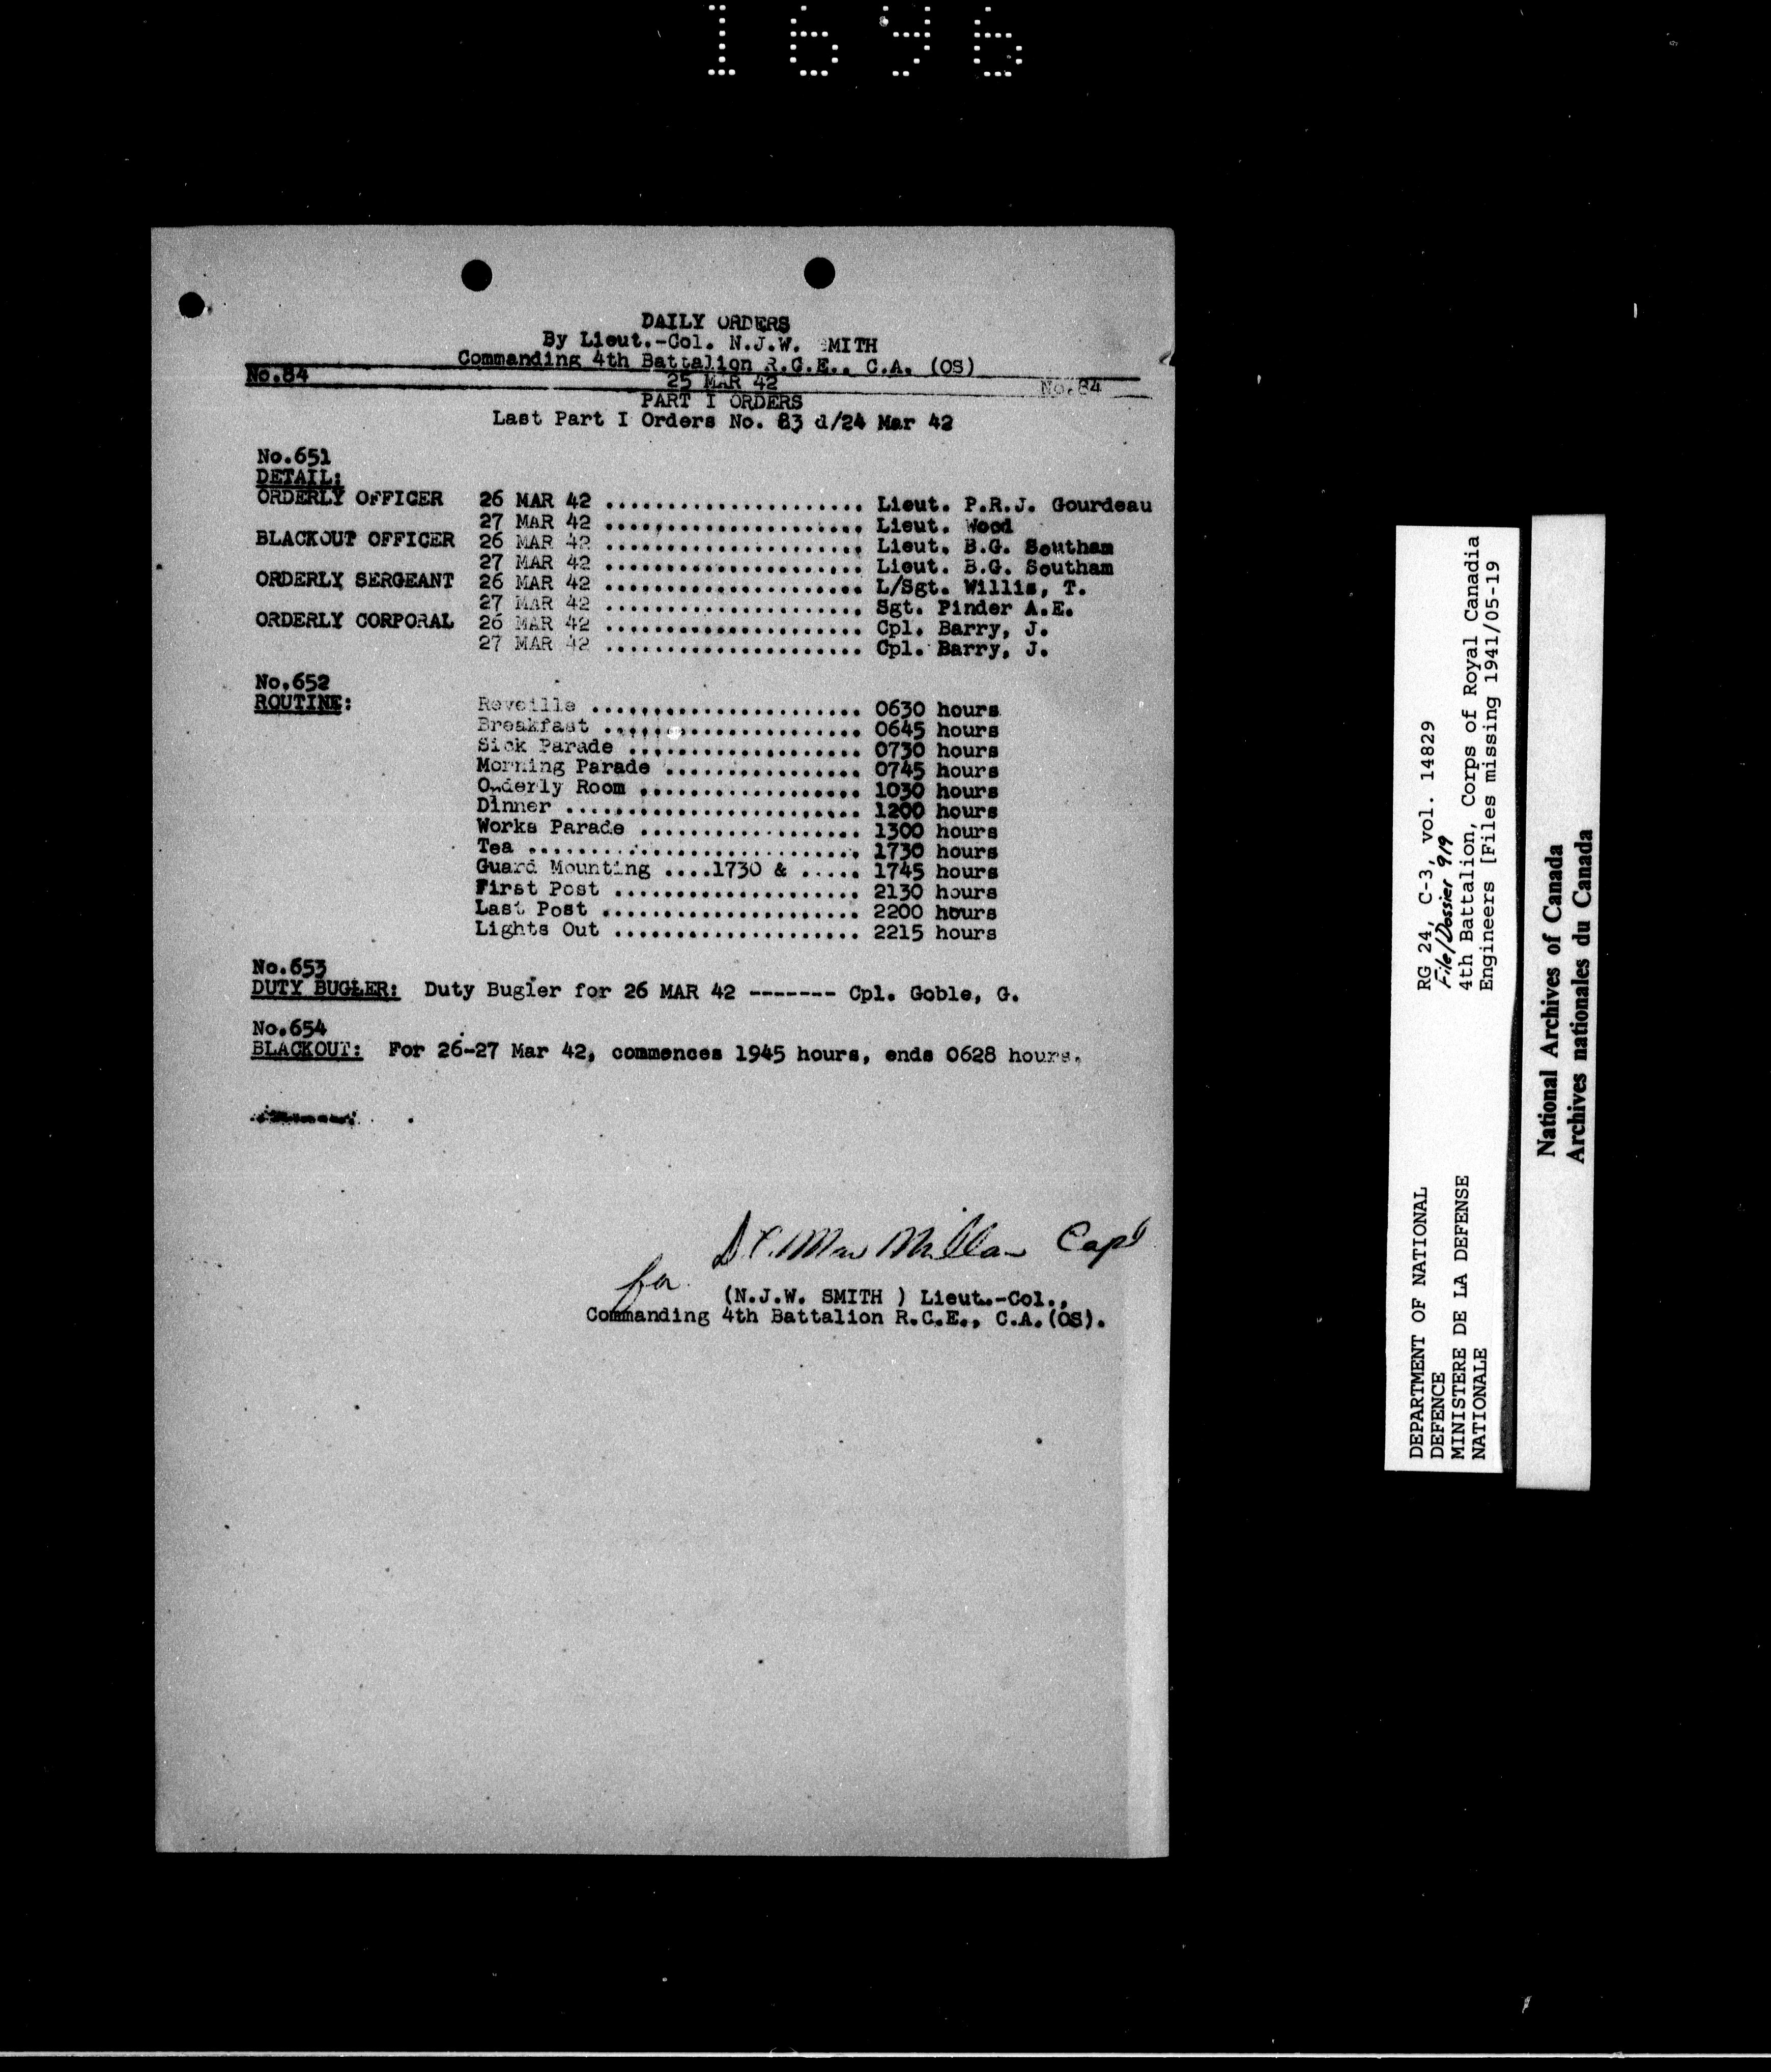 1696
DAILY ORDERS
By Lieut.-Col. N.J.W. SMITH
Commanding 4th Battalion R.C.E., C.A. (OS)
No.84 25 MAR 42 No.84
PART I ORDERS
Last Part I Orders No. 83 d/24 Mar 42
No.651
DETAIL:
ORDERLY OFFICER 26 MAR 42 ..................... Lieut. P.R.J. Gourdeau
27 MAR 42 ..................... Lieut. Wood
BLACKOUT OFFICER 26 MAR 42 ..................... Lieut. B.G. Southam
27 MAR 42 ..................... Lieut. B.G. Southam
ORDERLY SERGEANT 26 MAR 42 ..................... L/Sgt. Willis, T.
27 MAR 42 ..................... Sgt. Pinder A.E.
ORDERLY CORPORAL 26 MAR 42 ..................... Cpl. Barry, J.
27 MAR 42 ..................... Cpl. Barry, J.
No.652
ROUTINE:
Reveille ...................... 0630 hours
Breakfast ..................... 0645 hours
Sick Parade ................... 0730 hours
Morning Parade ................ 0745 hours
Orderly Room .................. 1030 hours
Dinner ........................ 1200 hours
Works Parade .................. 1300 hours
Tea ........................... 1730 hours
Guard Mounting ....1730 & ..... 1745 hours
First Post .................... 2130 hours
Last Post ..................... 2200 hours
Lights Out .................... 2215 hours
No.653
DUTY BUGLER: Duty Bugler for 26 MAR 42 ------- Cpl. Goble, G.
No.654
BLACKOUT: For 26-27 Mar 42, commences 1945 hours, ends 0628 hours.
MacMillan Capt
for
(N.J.W. SMITH ) Lieut.-Col.,
Commanding 4th Battalion R.C.E., C.A.(OS).
RG 24, C-3, vol. 14829
File/Dossier 919
4th Battalion, Corps of Royal Canadia
Engineers [Files missing 1941/05-19
DEPARTMENT OF NATIONAL
DEFENCE
MINISTERE DE LA DEFENSE
NATIONALE
National Archives of Canada
Archives nationales du Canada